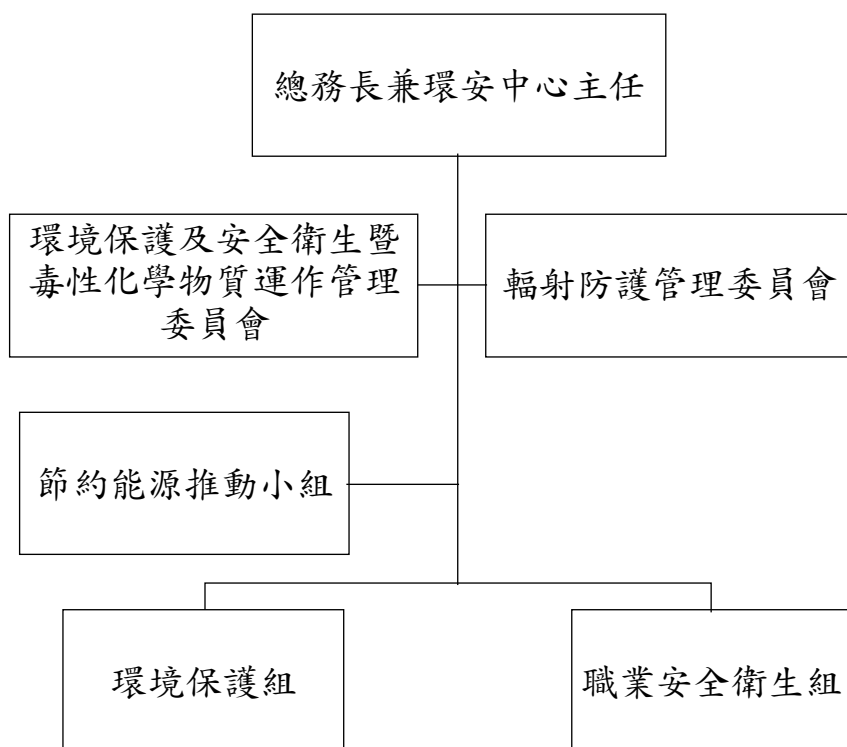 總務長兼環安中心主任
環境保護及安全衛生暨
毒性化學物質運作管理
委員會
輻射防護管理委員會
節約能源推動小組
環境保護組
職業安全衛生組